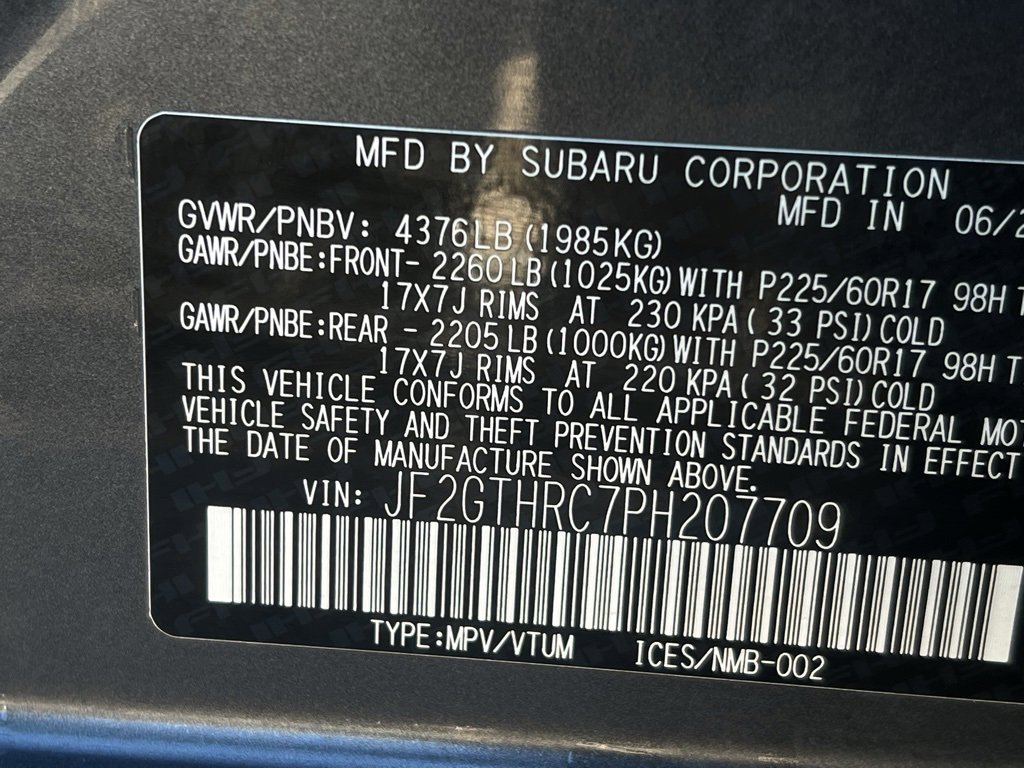 MFD BY SUBARU CORPORATION
MFD IN 06/2
GVWR/PNBV: 4376LB(1985KG)
GAWR/PNBE:FRONT- 2260LB(1025KG)WITH P225/60R17 98H T
17X7J RIMS AT 230 KPA( 33 PSI)COLD
GAWR/PNBE:REAR - 2205LB(1000KG)WITH P225/60R17 98H T
17X7J RIMS AT 220 KPA( 32 PSI)COLD
THIS VEHICLE CONFORMS TO ALL APPLICABLE FEDERAL MOT
VEHICLE SAFETY AND THEFT PREVENTION STANDARDS IN EFFECT
THE DATE OF MANUFACTURE SHOWN ABOVE.
VIN: JF2GTHRC7PH207709
TYPE:MPV/VTUM ICES/NMB-002